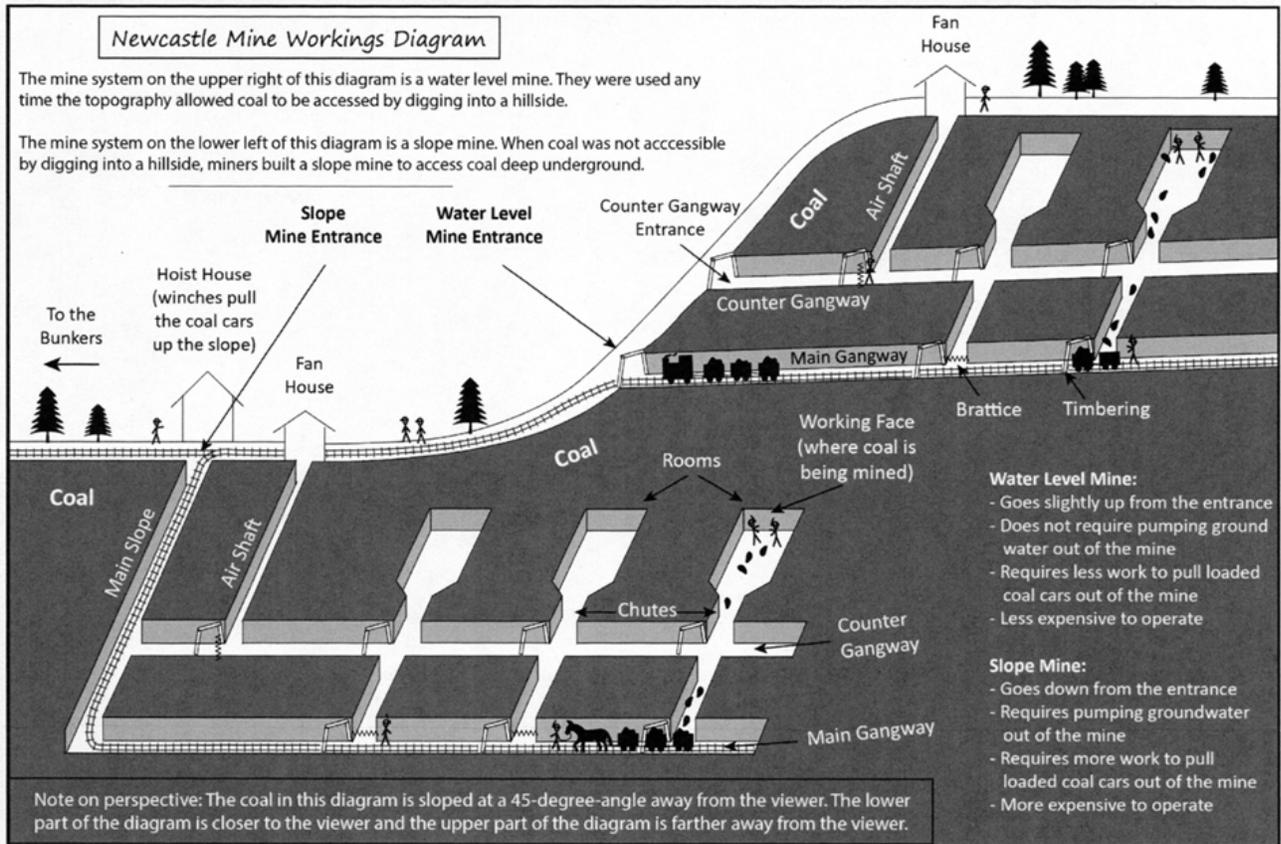 Newcastle Mine Workings Diagram
The mine system on the upper right of this diagram is a water level mine. They were used any
time the topography allowed coal to be accessed by digging into a hillside.
The mine system on the lower left of this diagram is a slope mine. When coal was not acccessible
by digging into a hillside, miners built a slope mine to access coal deep underground.
Fan
House
Slope
Mine Entrance
Water Level
Mine Entrance
Counter Gangway
Entrance
Coal
Air Shaft
Hoist House
(winches pull
the coal cars
up the slope)
To the
Bunkers
Fan
House
Counter Gangway
Main Gangway
Brattice
Timbering
Working Face
(where coal is
being mined)
Rooms
Coal
Coal
Main Slope
Air Shaft
Chutes
Counter
Gangway
Main Gangway
Water Level Mine:
- Goes slightly up from the entrance
- Does not require pumping ground
water out of the mine
- Requires less work to pull loaded
coal cars out of the mine
- Less expensive to operate
Slope Mine:
- Goes down from the entrance
- Requires pumping groundwater
out of the mine
- Requires more work to pull
loaded coal cars out of the mine
- More expensive to operate
Note on perspective: The coal in this diagram is sloped at a 45-degree-angle away from the viewer. The lower
part of the diagram is closer to the viewer and the upper part of the diagram is farther away from the viewer.